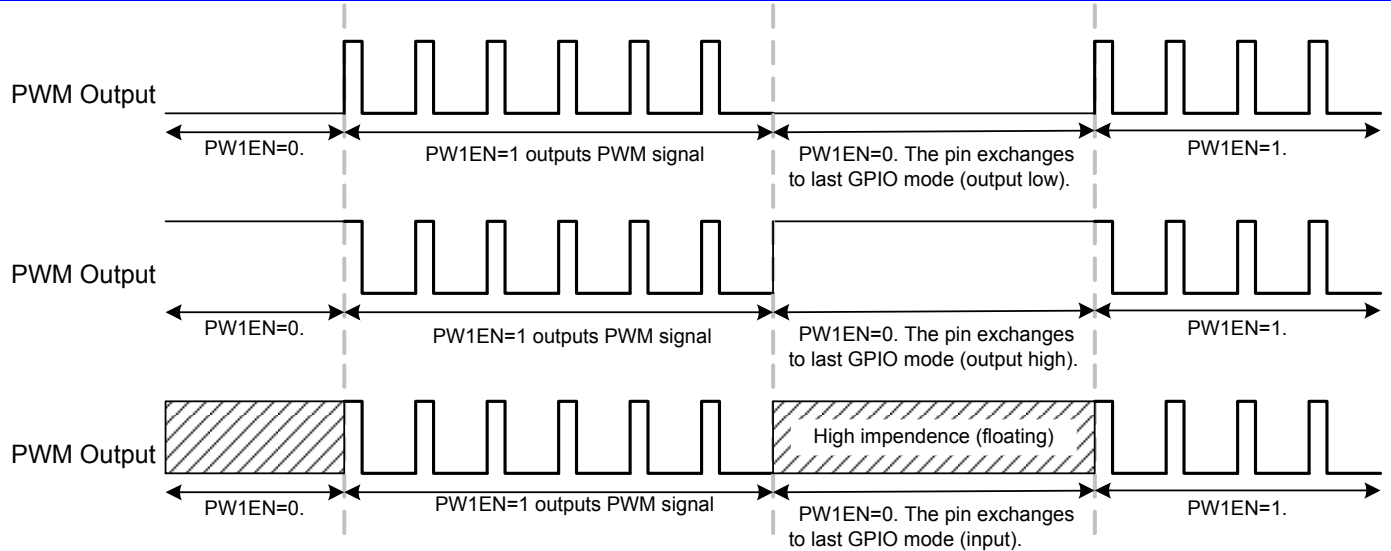 PWM Output
PW1EN=0.
PW1EN=1 outputs PWM signal
PW1EN=0. The pin exchanges
to last GPIO mode (output low).
PW1EN=1.
PWM Output
PW1EN=0.
PW1EN=1 outputs PWM signal
PW1EN=0. The pin exchanges
to last GPIO mode (output high).
PW1EN=1.
PWM Output
High impendence (floating)
PW1EN=0.
PW1EN=1 outputs PWM signal
PW1EN=0. The pin exchanges
to last GPIO mode (input).
PW1EN=1.